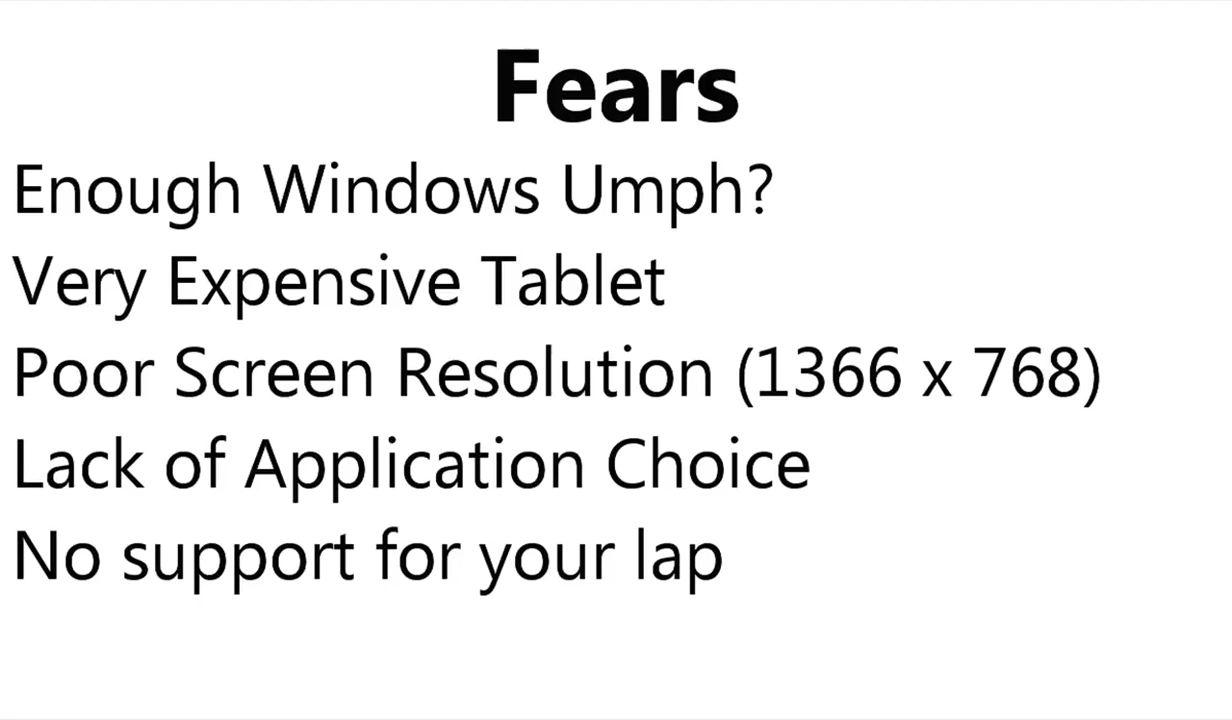 Fears
Enough Windows Umph?
Very Expensive Tablet
Poor Screen Resolution (1366 x 768)
Lack of Application Choice
No support for your lap